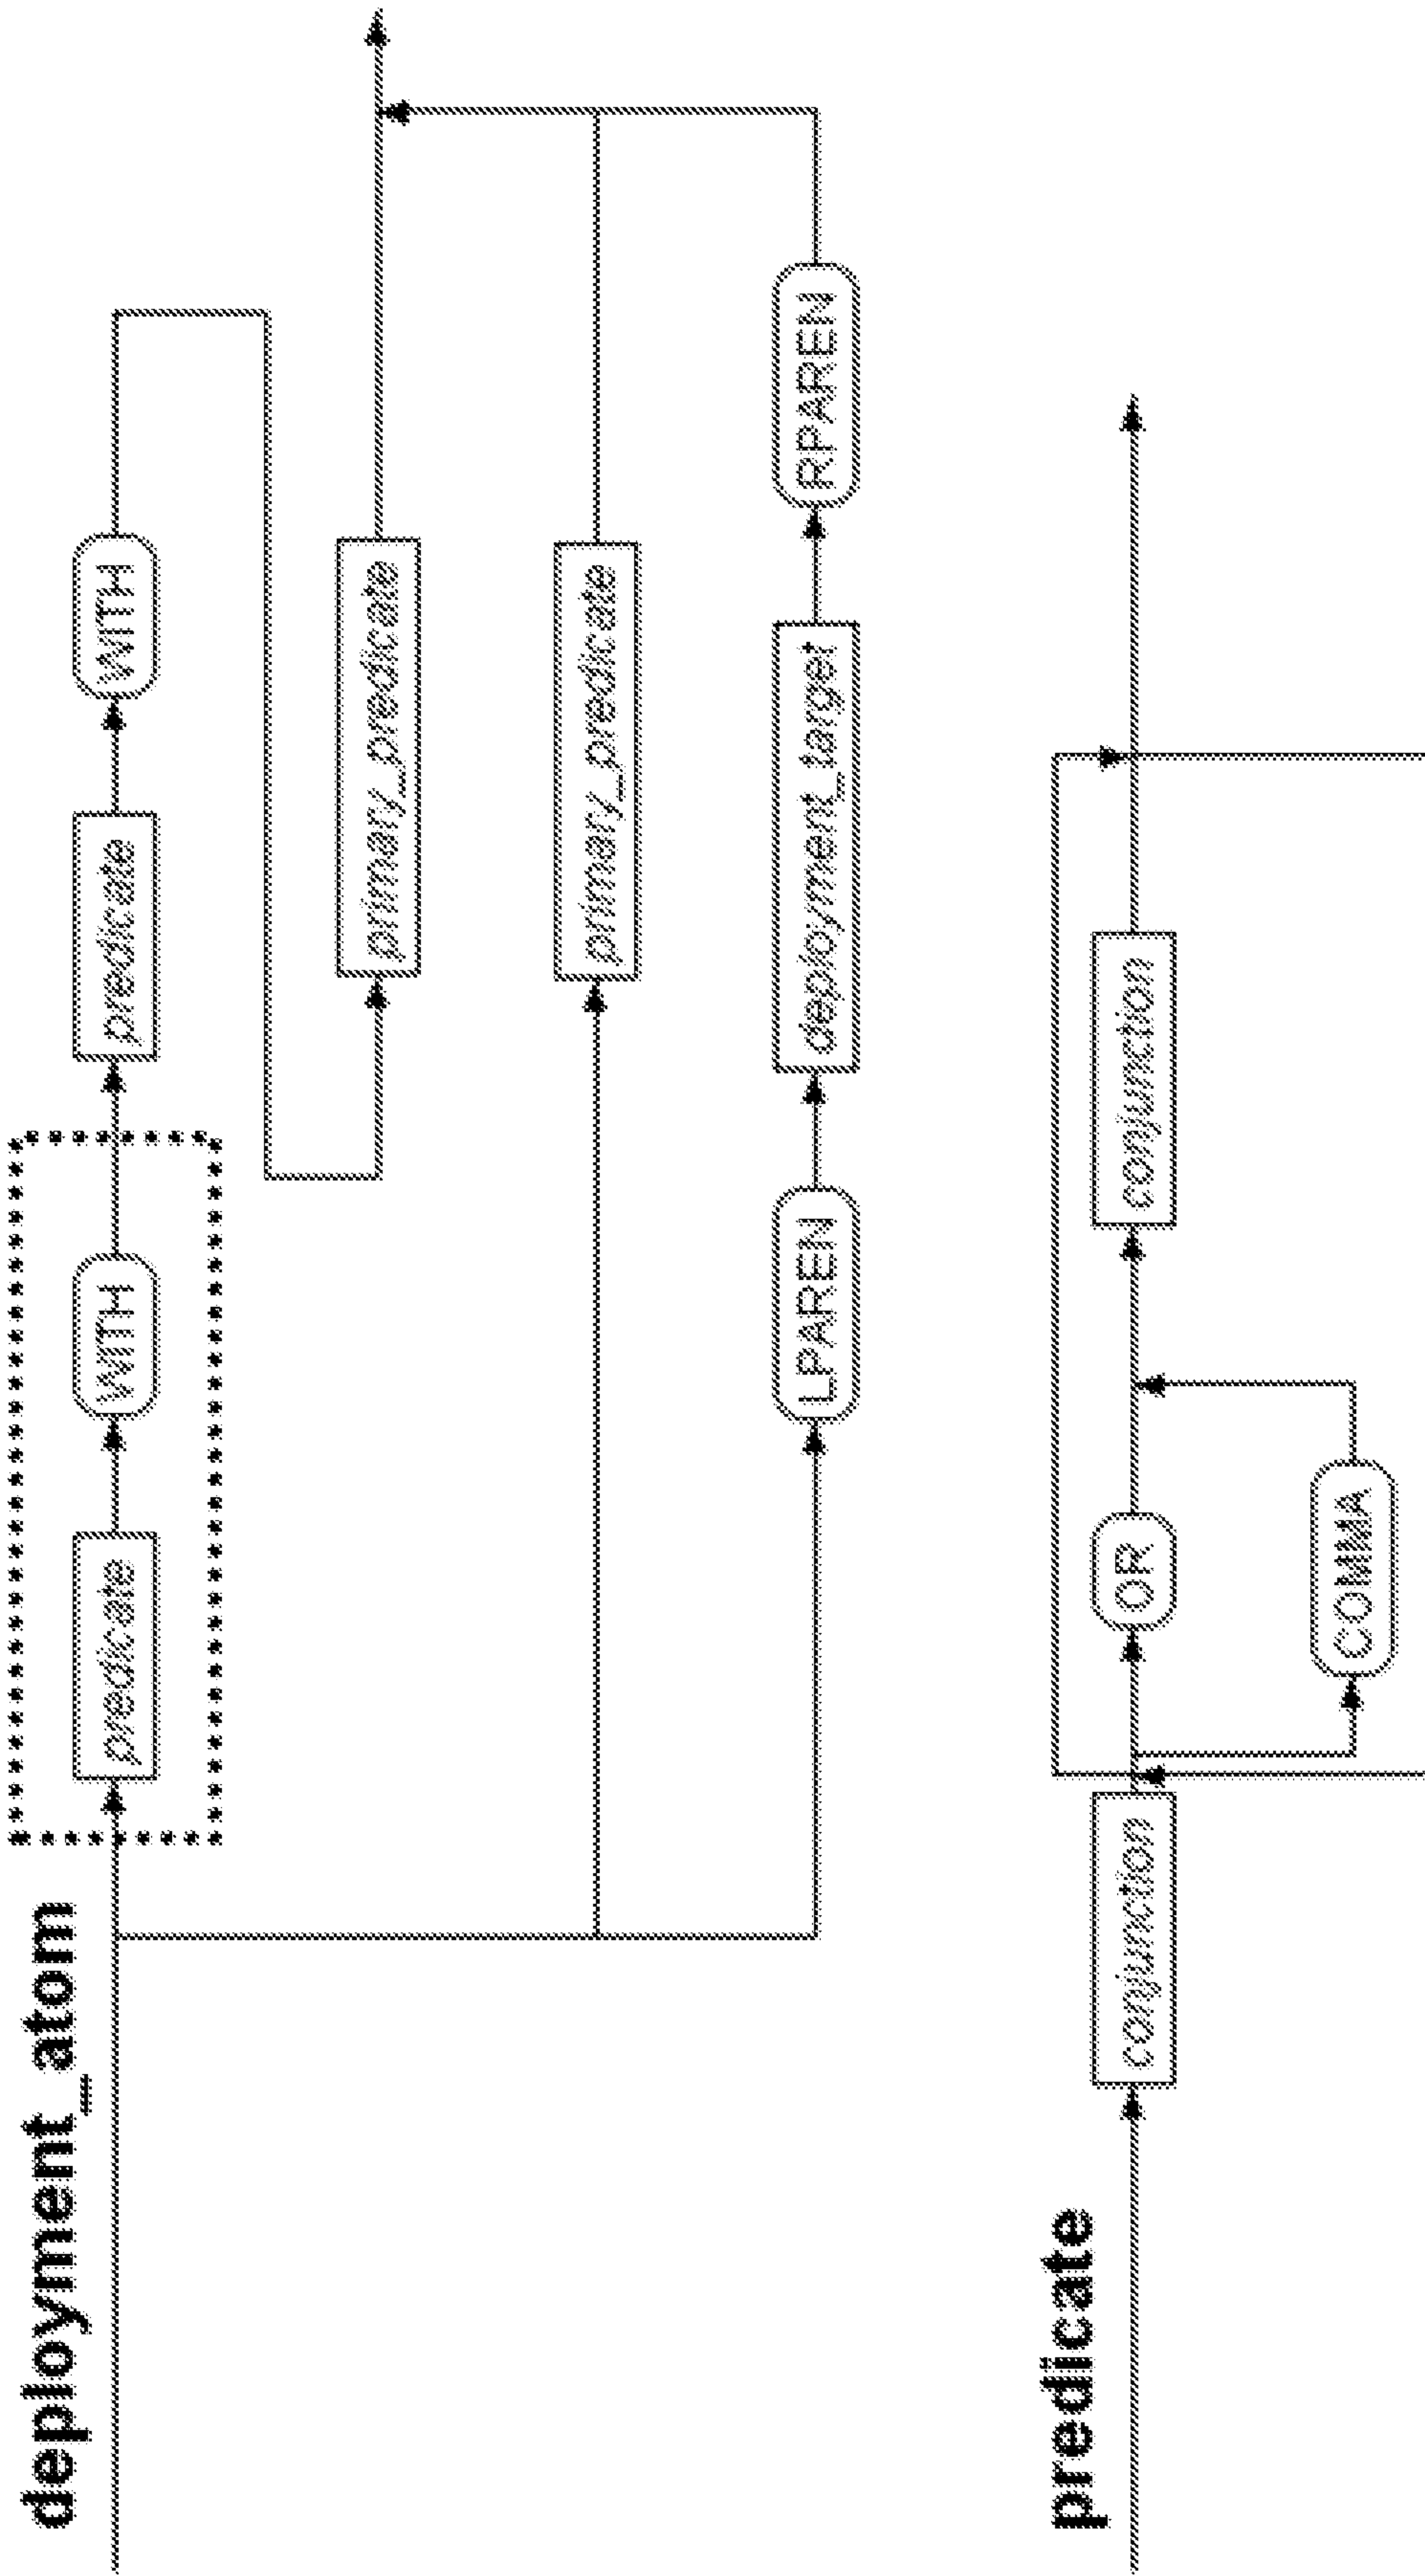 deployment_atom
predicate WITH predicate WITH
primary_predicate
primary_predicate
LPAREN deployment_target RPAREN
predicate
conjunction OR conjunction
COMMA